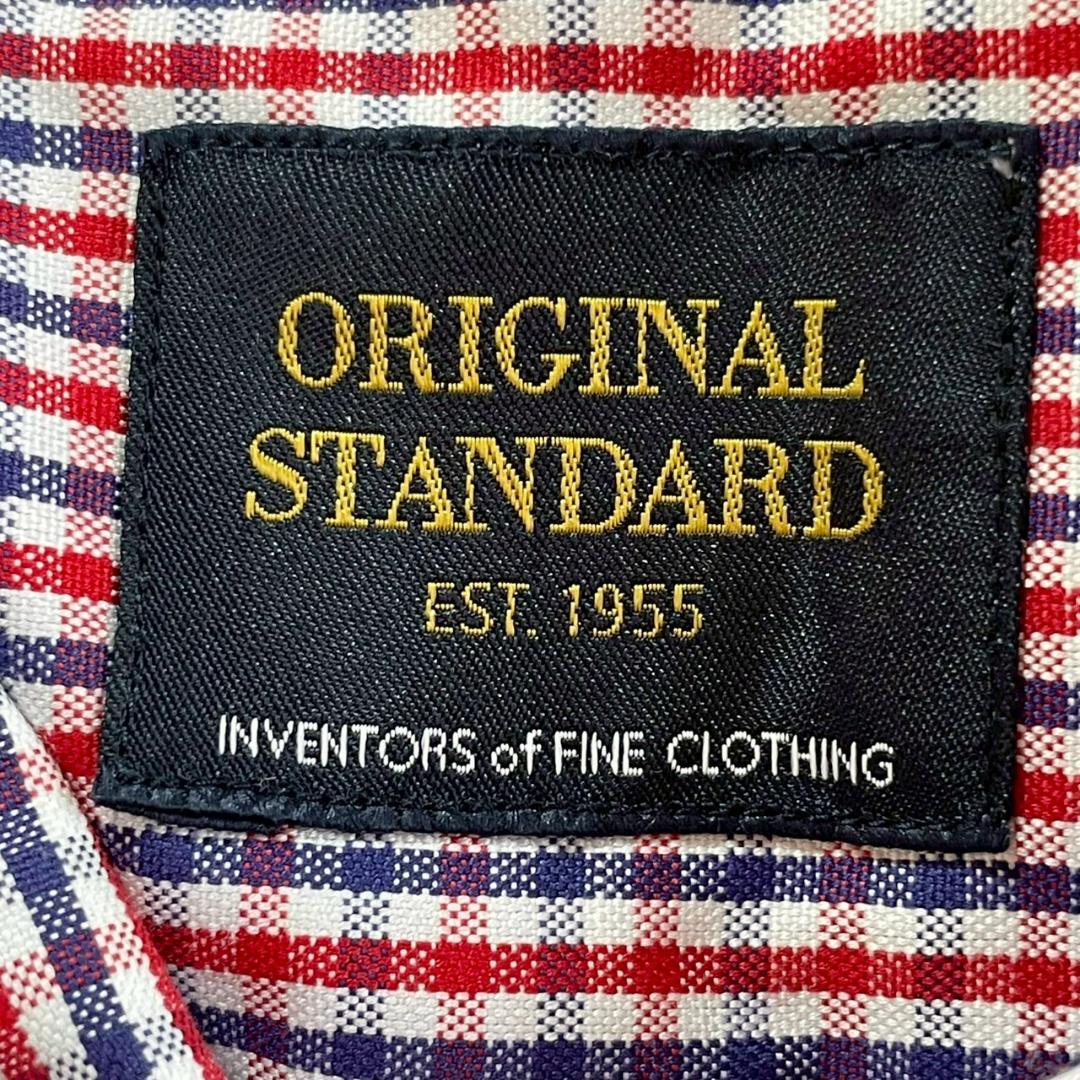 ORIGINAL
STANDARD
EST. 1955
INVENTORS of FINE CLOTHING